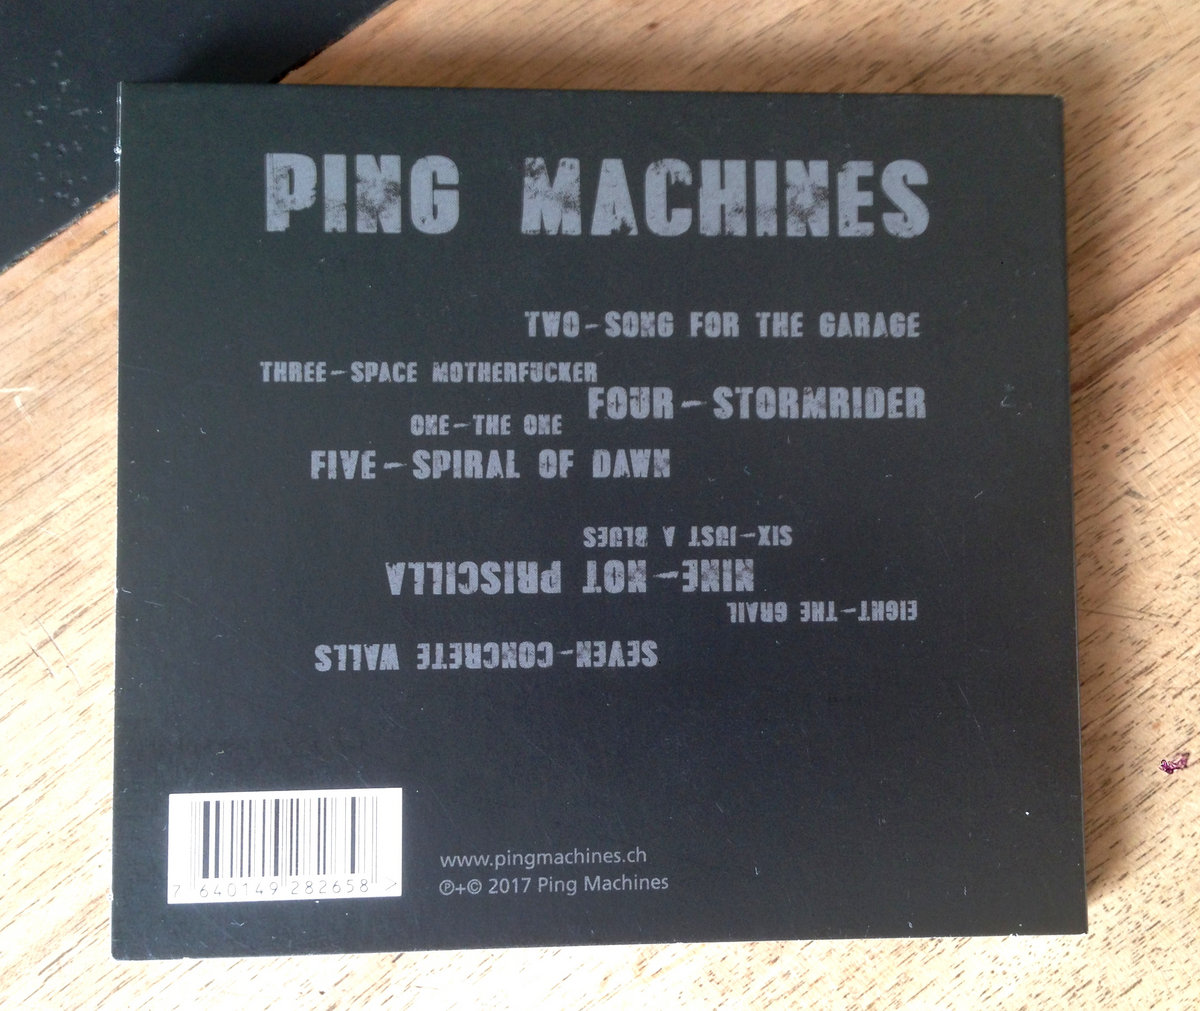 PING MACHINES
TWO-SONG FOR THE GARAGE
THREE-SPACE MOTHERFUCKER
FOUR-STORMRIDER
ONE-THE ONE
FIVE-SPIRAL OF DAWN
SIX-JUST A BLUES
NINE-NOT PRISCILLA
EIGHT-THE GRAIL
SEVEN-CONCRETE WALLS
7 640149 282658 >
www.pingmachines.ch
℗+© 2017 Ping Machines